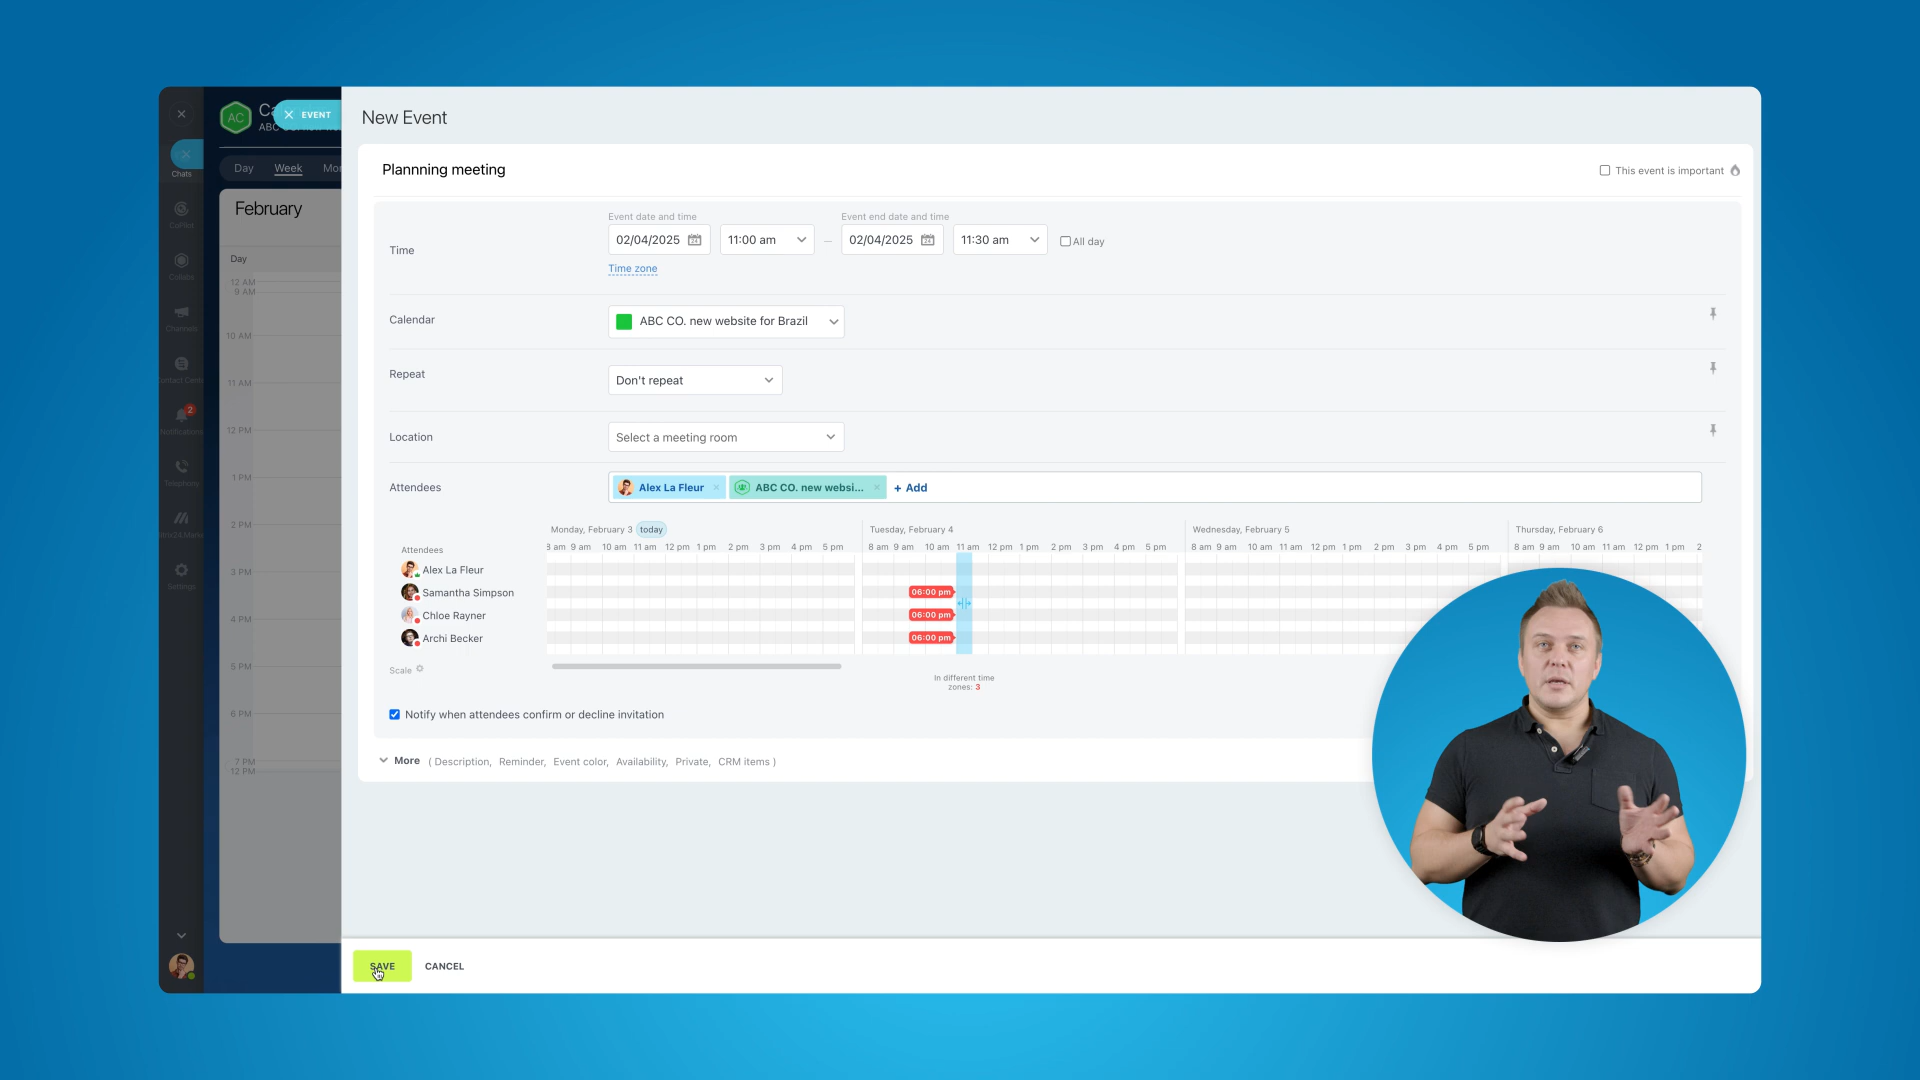 AC
Ca
ABC
EVENT
Day Week Mo
February
Day
12 AM
9 AM
10 AM
11 AM
12 PM
1 PM
2 PM
3 PM
4 PM
5 PM
6 PM
7 PM
12 PM
Chats
CoPilot
Collabs
Channels
Contact Cent
2
Notifications
Telephony
Settings
New Event
Plannning meeting
This event is important
Time
Event date and time
Event end date and time
02/04/2025 11:00 am – 02/04/2025 11:30 am All day
Time zone
Calendar ABC CO. new website for Brazil
Repeat Don't repeat
Location Select a meeting room
Attendees Alex La Fleur × ABC CO. new websi... × + Add
Monday, February 3 today Tuesday, February 4 Wednesday, February 5 Thursday, February 6
8 am 9 am 10 am 11 am 12 pm 1 pm 2 pm 3 pm 4 pm 5 pm 8 am 9 am 10 am 11 am 12 pm 1 pm 2 pm 3 pm 4 pm 5 pm 8 am 9 am 10 am 11 am 12 pm 1 pm 2 pm 3 pm 4 pm 5 pm 8 am 9 am 10 am 11 am 12 pm 1 pm 2
Attendees
Alex La Fleur
Samantha Simpson 06:00 pm
Chloe Rayner 06:00 pm
Archi Becker 06:00 pm
Scale
In different time
zones: 3
Notify when attendees confirm or decline invitation
More ( Description, Reminder, Event color, Availability, Private, CRM items )
SAVE CANCEL